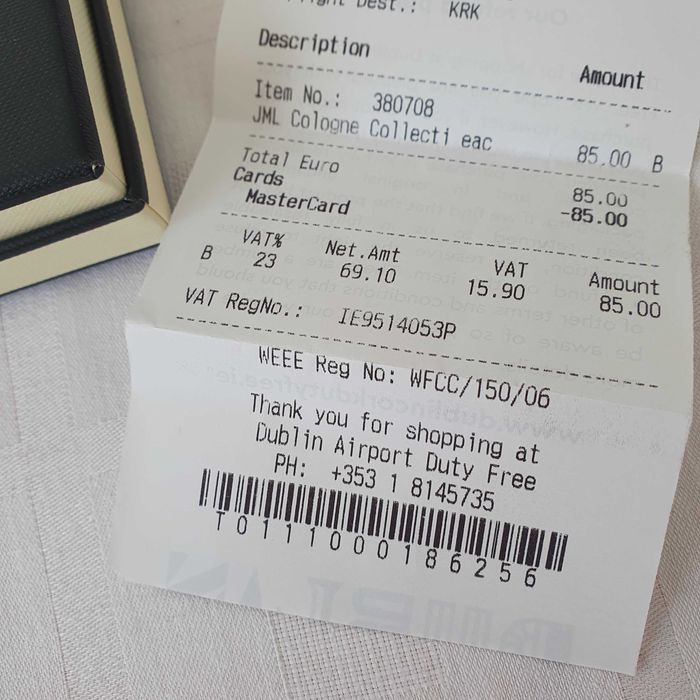 Dest.: KRK
Description Amount
Item No.: 380708
JML Cologne Collecti eac 85.00 B
Total Euro 85.00
Cards
MasterCard -85.00
VAT% Net.Amt VAT Amount
B 23 69.10 15.90 85.00
VAT RegNo.: IE9514053P
WEEE Reg No: WFCC/150/06
Thank you for shopping at
Dublin Airport Duty Free
PH: +353 1 8145735
T0111000186256